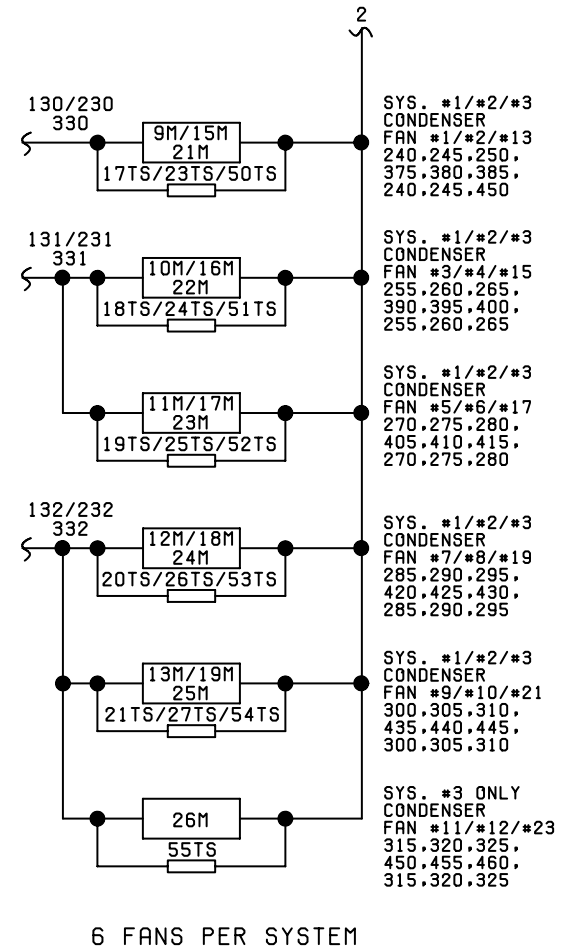 2
130/230
330
9M/15M
21M
17TS/23TS/50TS
SYS. #1/#2/#3
CONDENSER
FAN #1/#2/#13
240,245,250,
375,380,385,
240,245,450
131/231
331
10M/16M
22M
18TS/24TS/51TS
SYS. #1/#2/#3
CONDENSER
FAN #3/#4/#15
255,260,265,
390,395,400,
255,260,265
11M/17M
23M
19TS/25TS/52TS
SYS. #1/#2/#3
CONDENSER
FAN #5/#6/#17
270,275,280,
405,410,415,
270,275,280
132/232
332
12M/18M
24M
20TS/26TS/53TS
SYS. #1/#2/#3
CONDENSER
FAN #7/#8/#19
285,290,295,
420,425,430,
285,290,295
13M/19M
25M
21TS/27TS/54TS
SYS. #1/#2/#3
CONDENSER
FAN #9/#10/#21
300,305,310,
435,440,445,
300,305,310
26M
55TS
SYS. #3 ONLY
CONDENSER
FAN #11/#12/#23
315,320,325,
450,455,460,
315,320,325
6 FANS PER SYSTEM